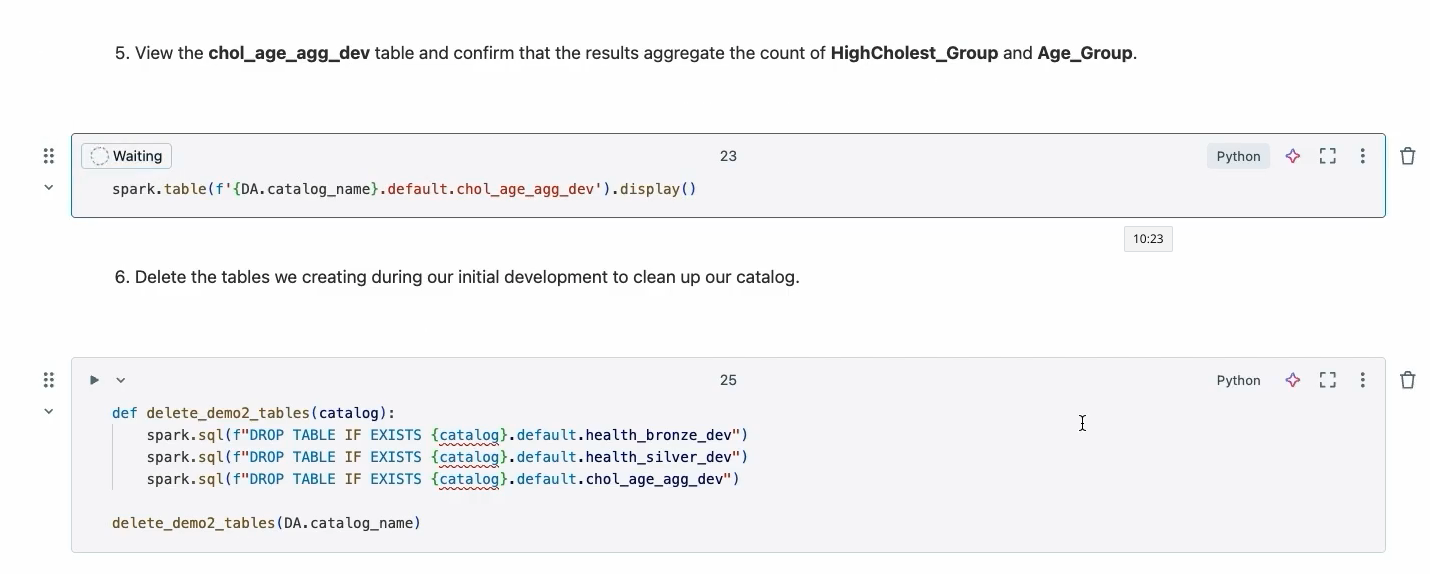 5. View the chol_age_agg_dev table and confirm that the results aggregate the count of HighCholest_Group and Age_Group.
Waiting
23
Python
spark.table(f'{DA.catalog_name}.default.chol_age_agg_dev').display()
10:23
6. Delete the tables we creating during our initial development to clean up our catalog.
25
Python
def delete_demo2_tables(catalog):
    spark.sql(f"DROP TABLE IF EXISTS {catalog}.default.health_bronze_dev")
    spark.sql(f"DROP TABLE IF EXISTS {catalog}.default.health_silver_dev")
    spark.sql(f"DROP TABLE IF EXISTS {catalog}.default.chol_age_agg_dev")
delete_demo2_tables(DA.catalog_name)